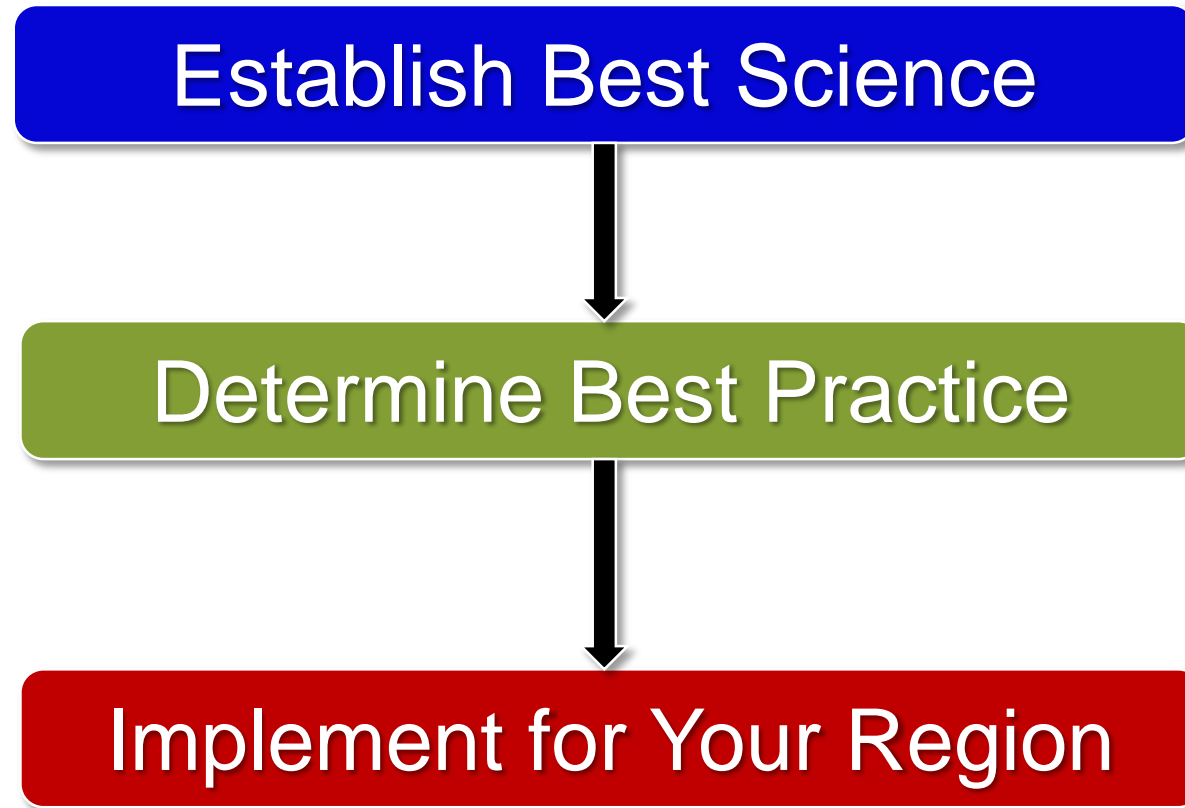 Establish Best Science
Determine Best Practice
Implement for Your Region